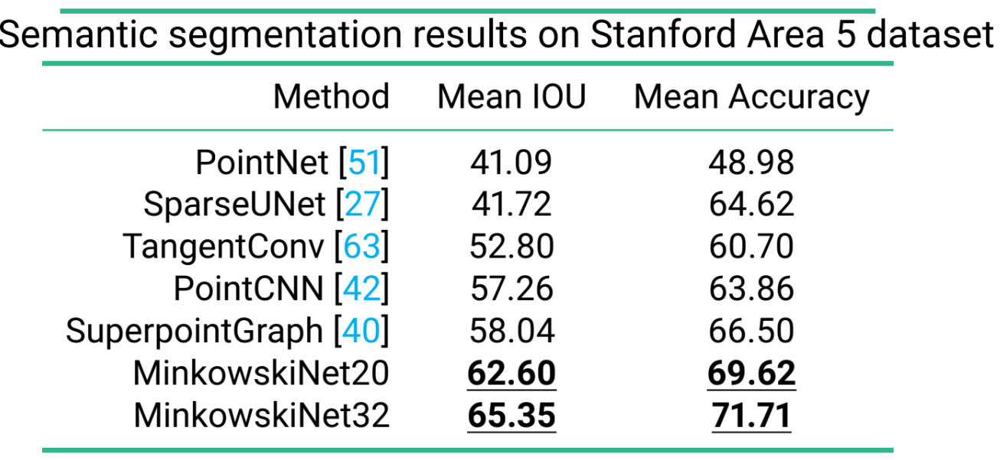 Semantic segmentation results on Stanford Area 5 dataset
Method Mean IOU Mean Accuracy
PointNet [51] 41.09 48.98
SparseUNet [27] 41.72 64.62
TangentConv [63] 52.80 60.70
PointCNN [42] 57.26 63.86
SuperpointGraph [40] 58.04 66.50
MinkowskiNet20 62.60 69.62
MinkowskiNet32 65.35 71.71